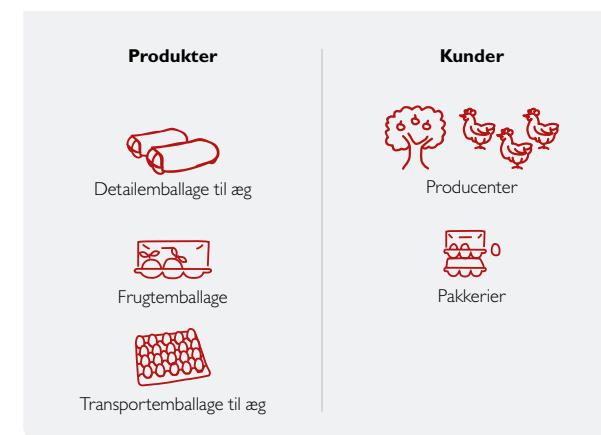 Produkter
Detailemballage til æg
Frugtemballage
Transportemballage til æg
Kunder
Producenter
Pakkerier